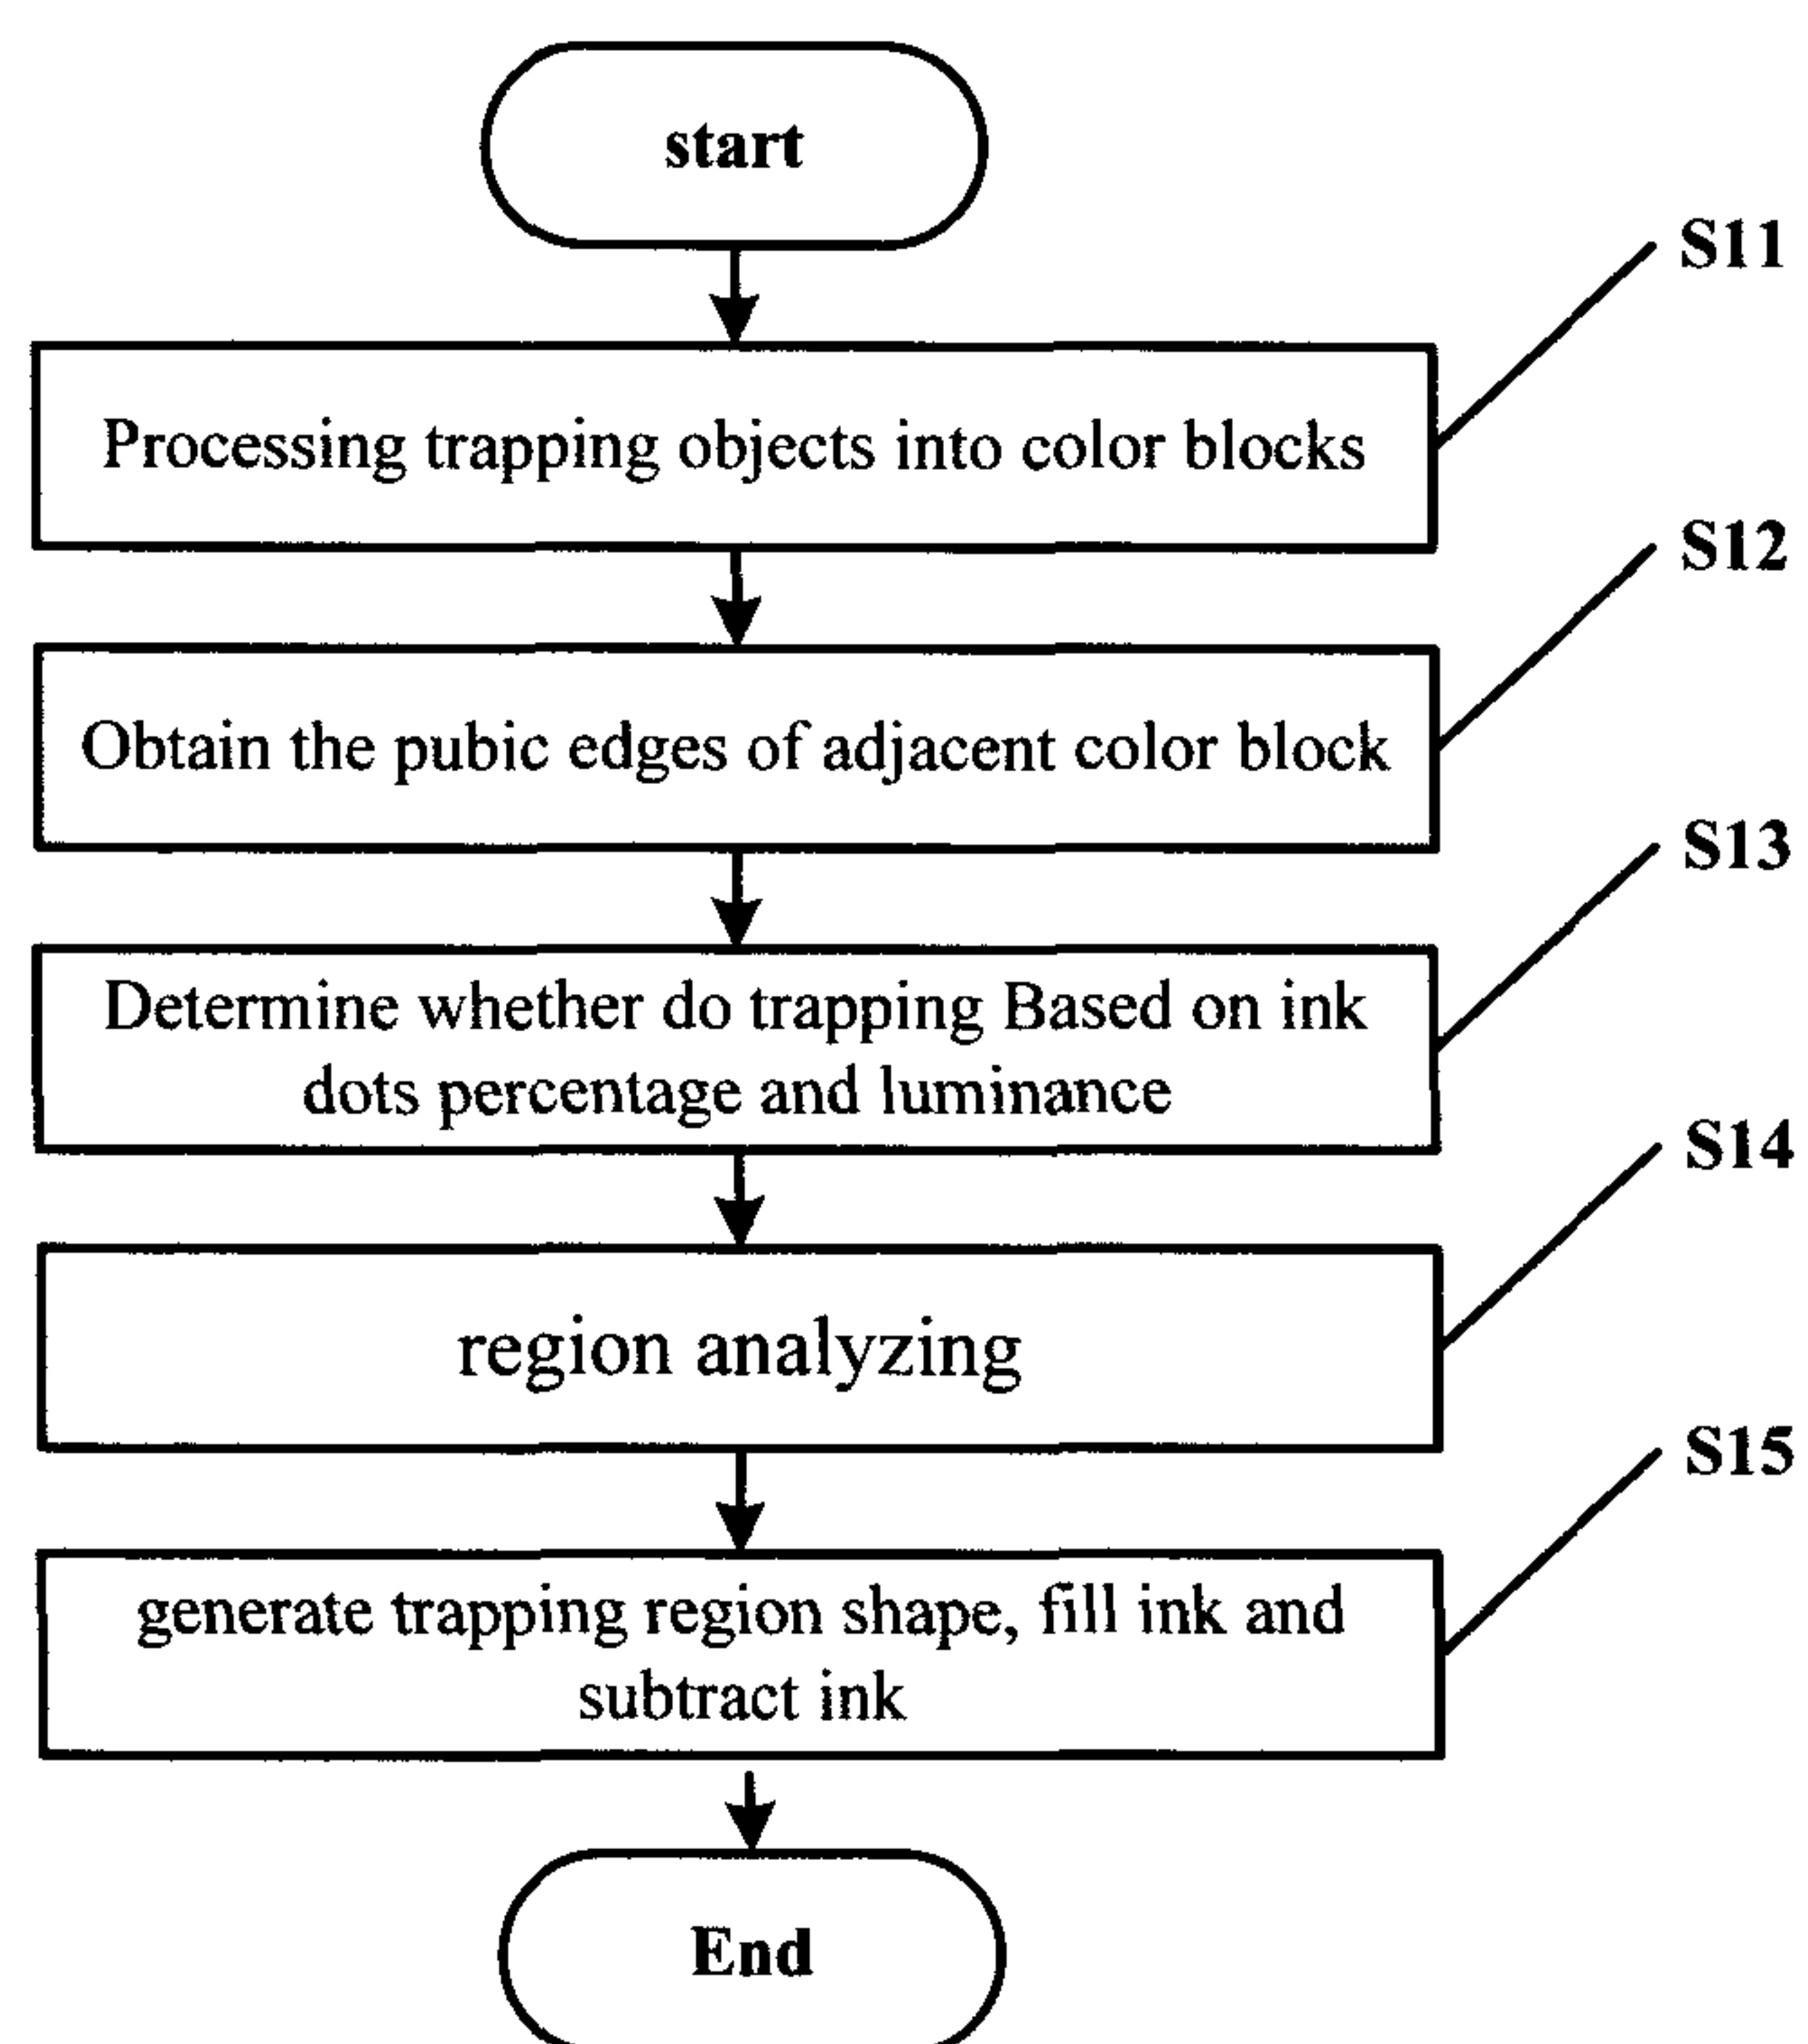 start
S11
Processing trapping objects into color blocks
S12
Obtain the pubic edges of adjacent color block
S13
Determine whether do trapping Based on ink
dots percentage and luminance
S14
region analyzing
S15
generate trapping region shape, fill ink and
subtract ink
End